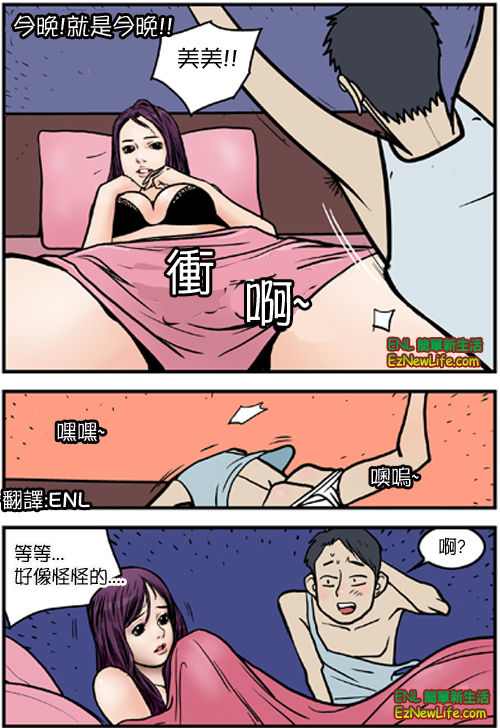 今晚!就是今晚!!
美美!!
衝
啊~
ENL 簡單新生活
EzNewLife.com
嘿嘿~
噢嗚~
翻譯:ENL
等等...
好像怪怪的....
啊?
ENL 簡單新生活
EzNewLife.com